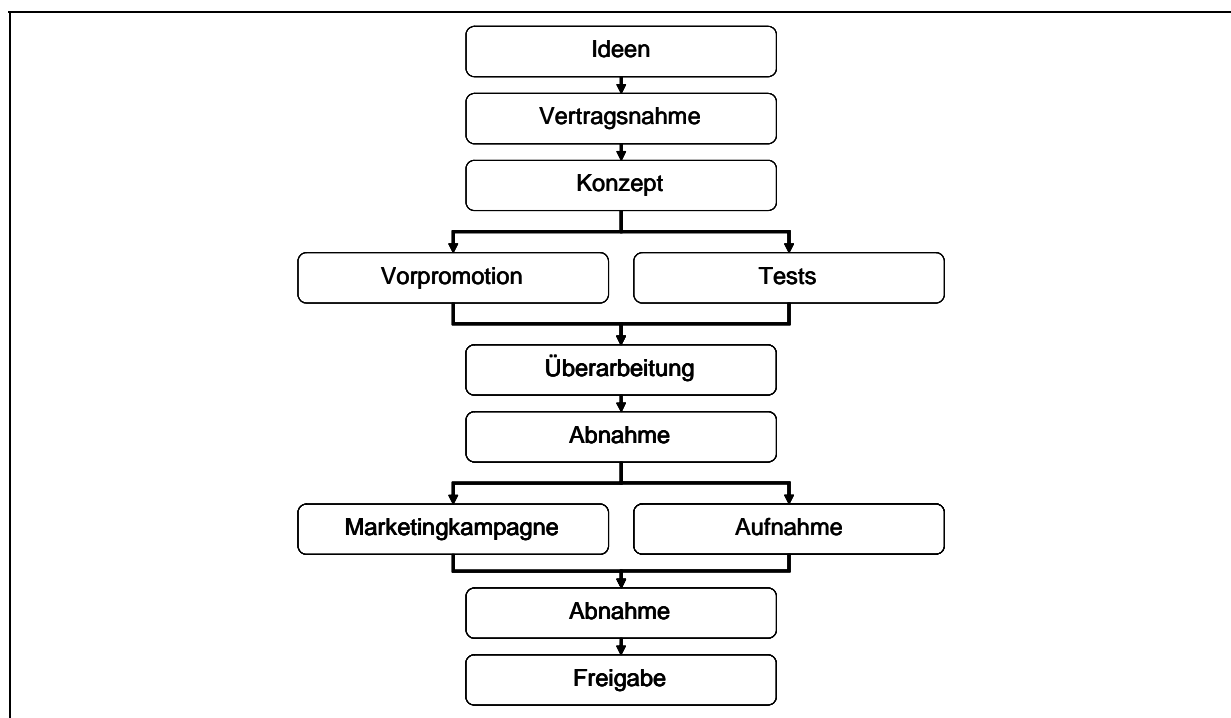 Ideen
Vertragsnahme
Konzept
Vorpromotion
Tests
Überarbeitung
Abnahme
Marketingkampagne
Aufnahme
Abnahme
Freigabe